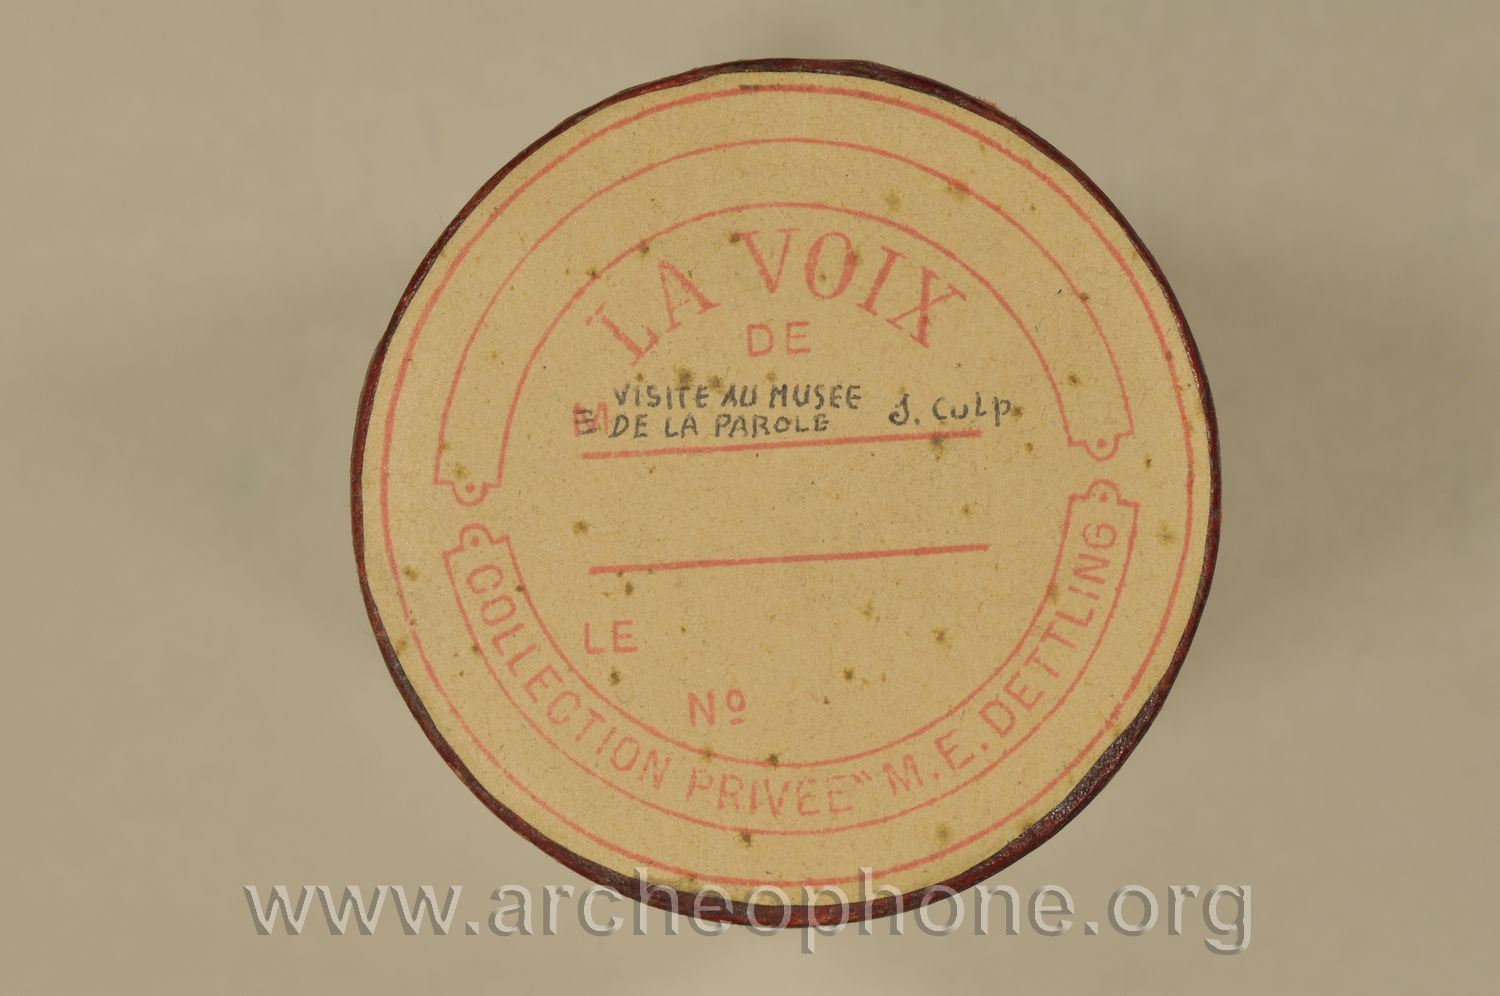 LA VOIX
DE
M VISITE AU MUSEE
DE LA PAROLE J. Culp.
LE
Nº
COLLECTION PRIVÉE" M. E. DETTLING
www.archeophone.org